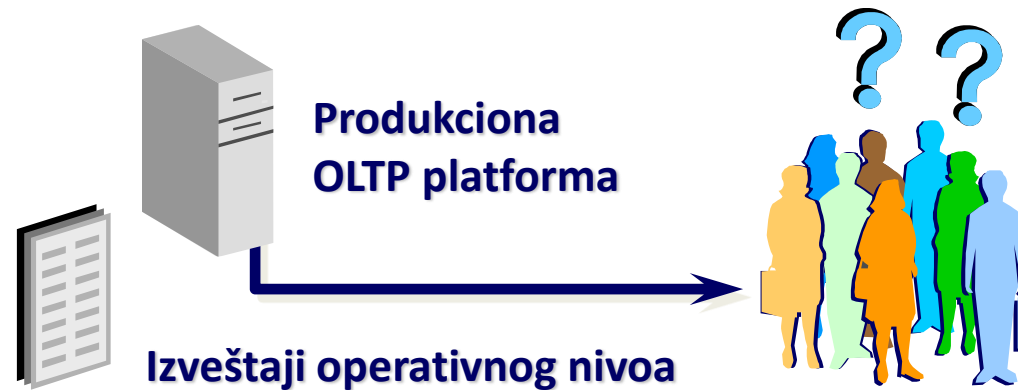 ?
?
Produkciona
OLTP platforma
Izveštaji operativnog nivoa